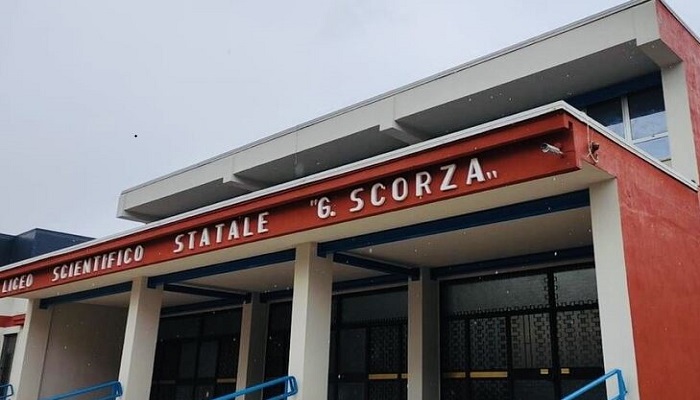 LICEO SCIENTIFICO STATALE "G. SCORZA„